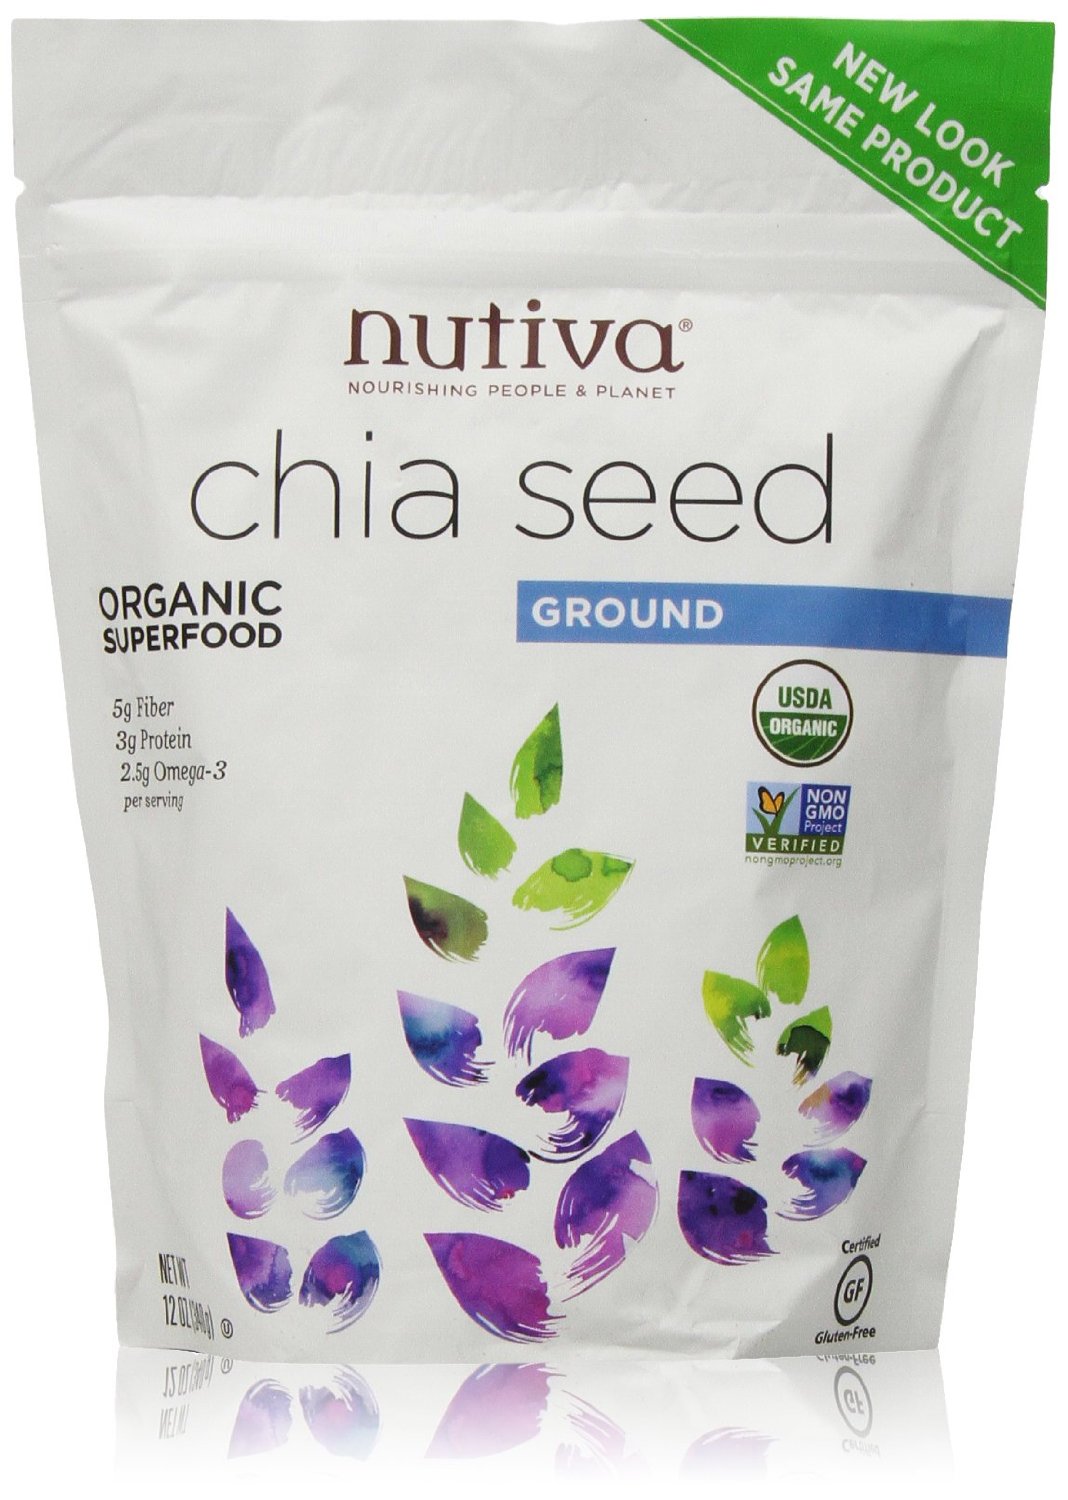 NEW LOOK
SAME PRODUCT
nutiva®
NOURISHING PEOPLE & PLANET
chia seed
ORGANIC
SUPERFOOD
GROUND
5g Fiber
3g Protein
2.5g Omega-3
per serving
USDA
ORGANIC
NON
GMO
Project
VERIFIED
nongmoproject.org
NET WT
12 OZ (340g)
U
Certified
GF
Gluten-Free